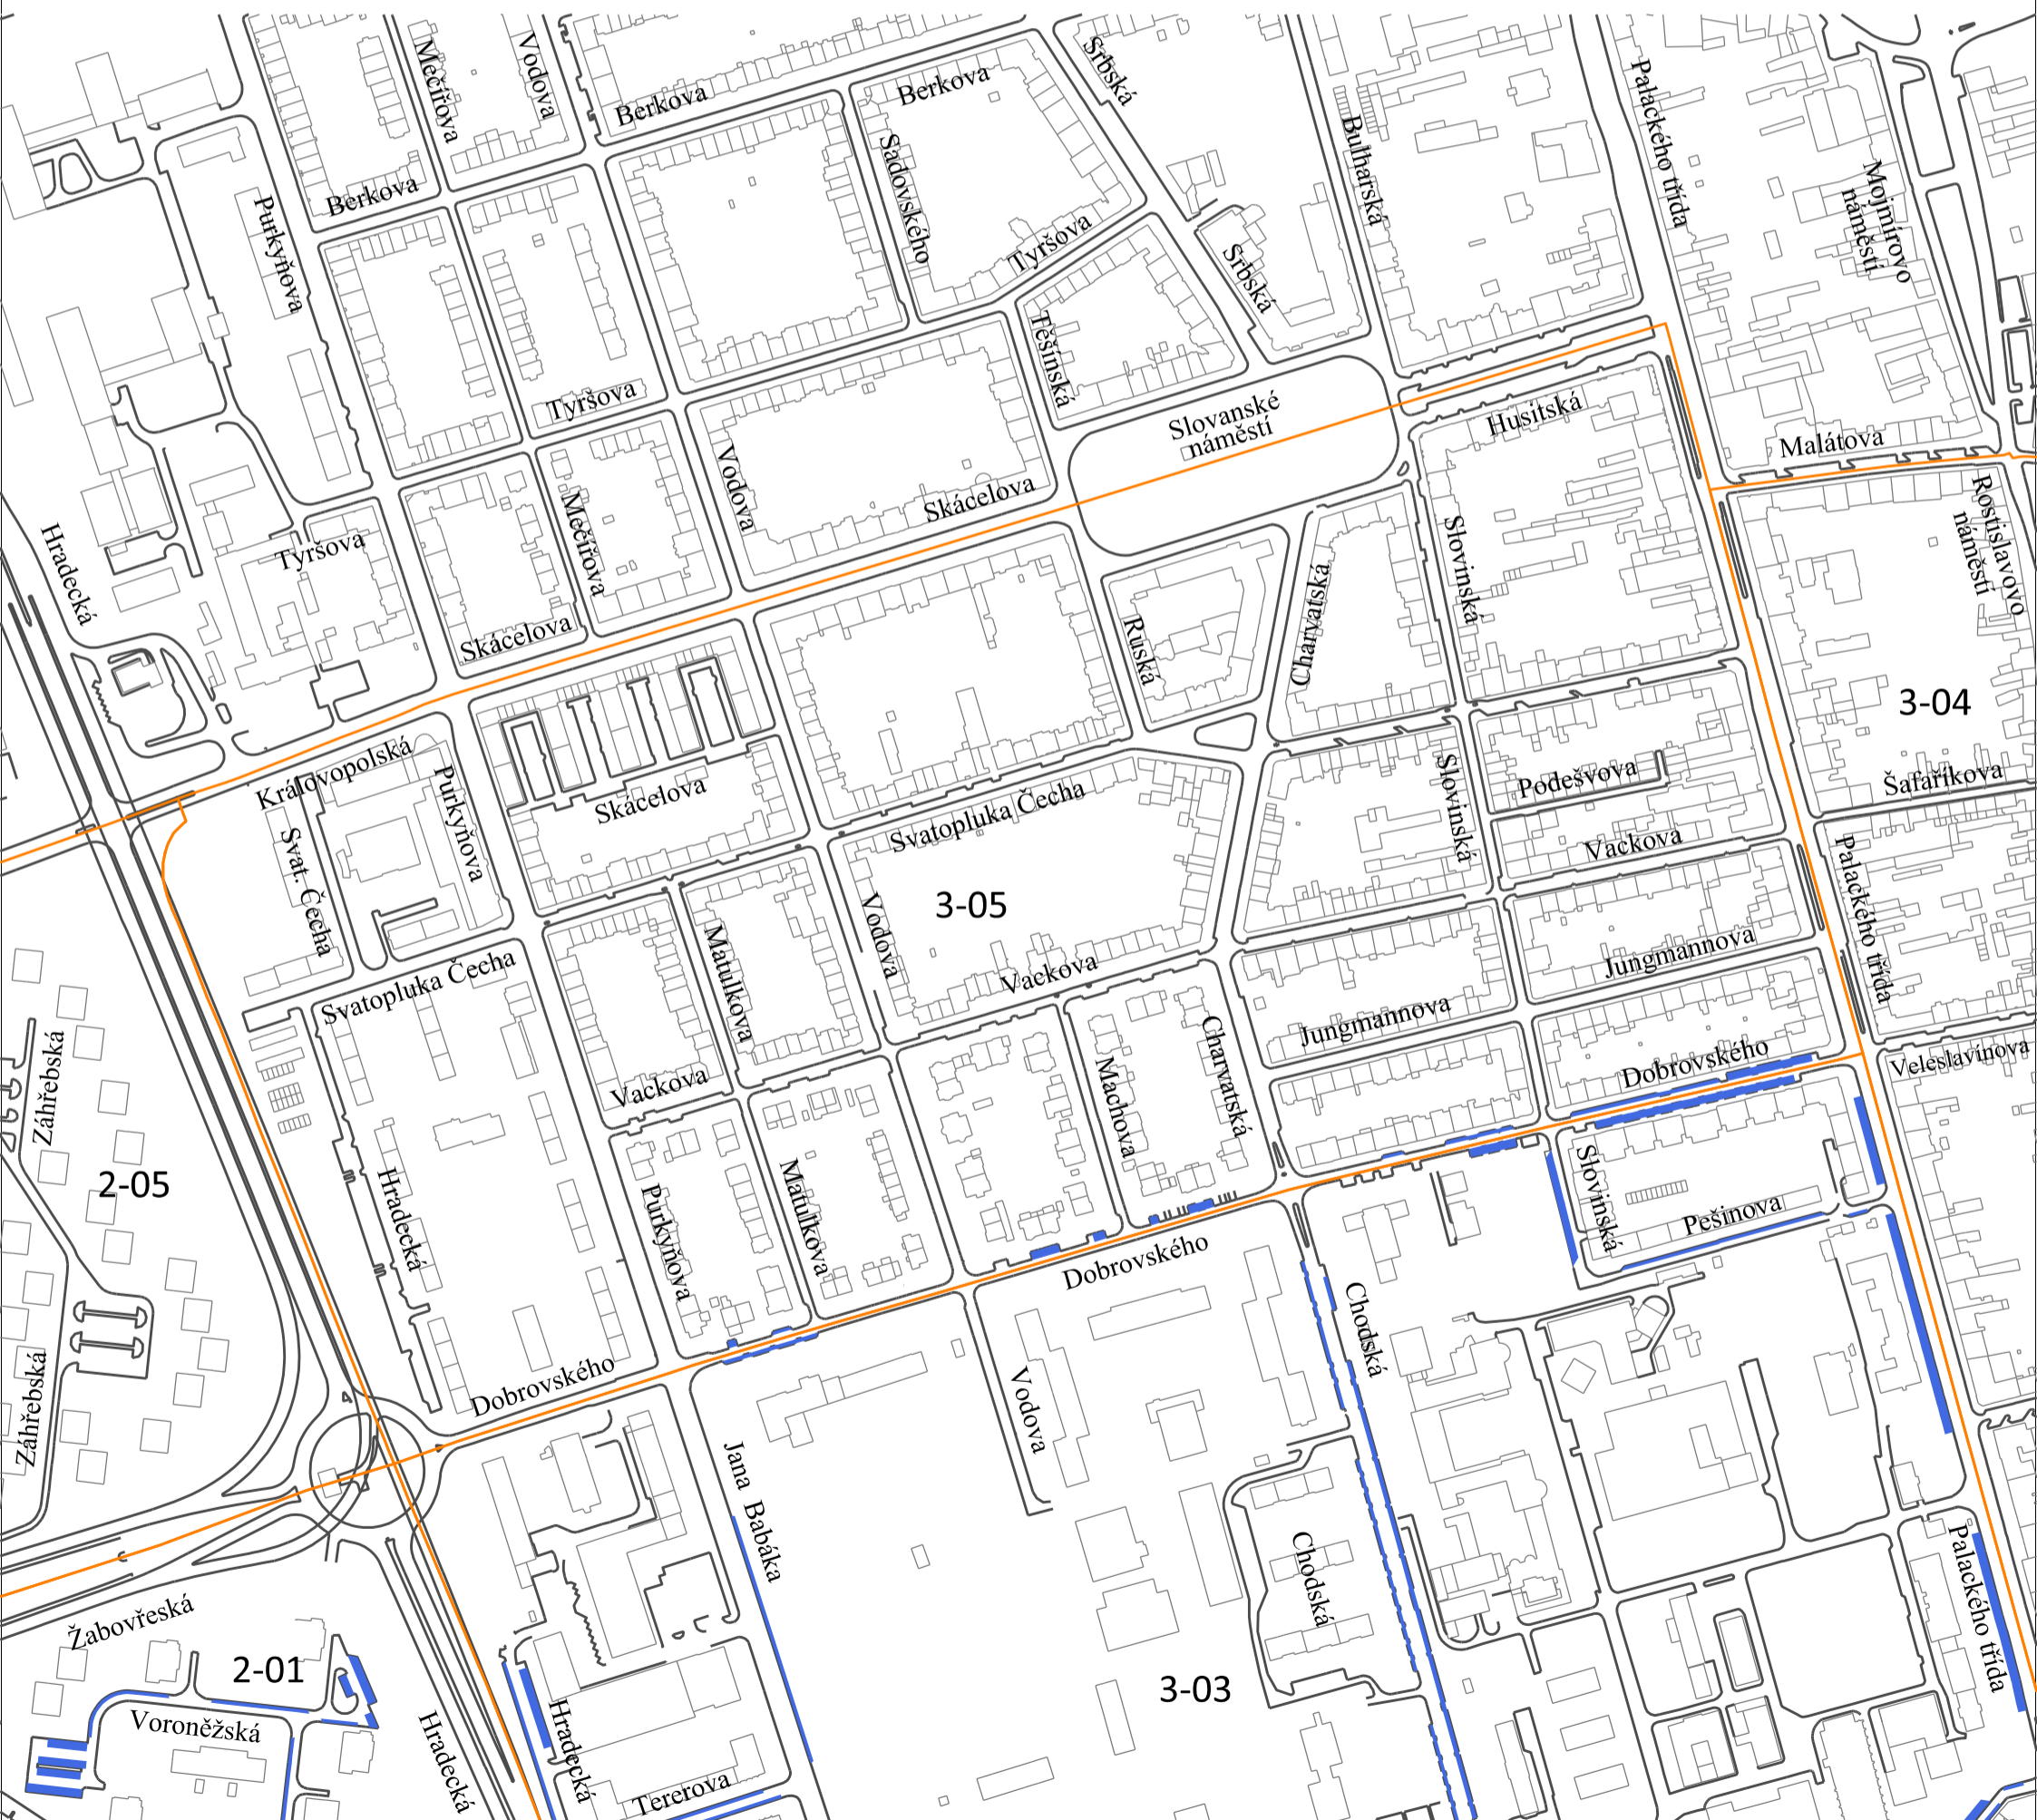 Mečířova
Vodova
Berkova
Berkova
Srbská
Palackého třída
Bulharská
Sadovského
Berkova
Purkyňova
Mojmírovo
náměstí
Tyršova
Srbská
Těšínská
Tyršova
Slovanské
náměstí
Husitská
Malátova
Vodova
Skácelova
Mečířova
Rostislavovo
náměstí
Hradecká
Tyršova
Slovinská
Charvatská
Skácelova
Ruská
3-04
Královopolská
Purkyňova
Skácelova
Slovinská
Podešvova
Šafaříkova
Svatopluka Čecha
Svat. Čecha
Vackova
Palackého třída
3-05
Vodova
Matulkova
Vackova
Jungmannova
Svatopluka Čecha
Jungmannova
Charvatská
Záhřebská
Vackova
Machova
Dobrovského
Veleslavínova
2-05
Hradecká
Purkyňova
Matulkova
Slovinská
Pešinova
Dobrovského
Chodská
Záhřebská
Dobrovského
Vodova
Jana Babáka
Chodská
Palackého třída
Žabovřeská
2-01
3-03
Voroněžská
Hradecká
Hradecká
Tererova